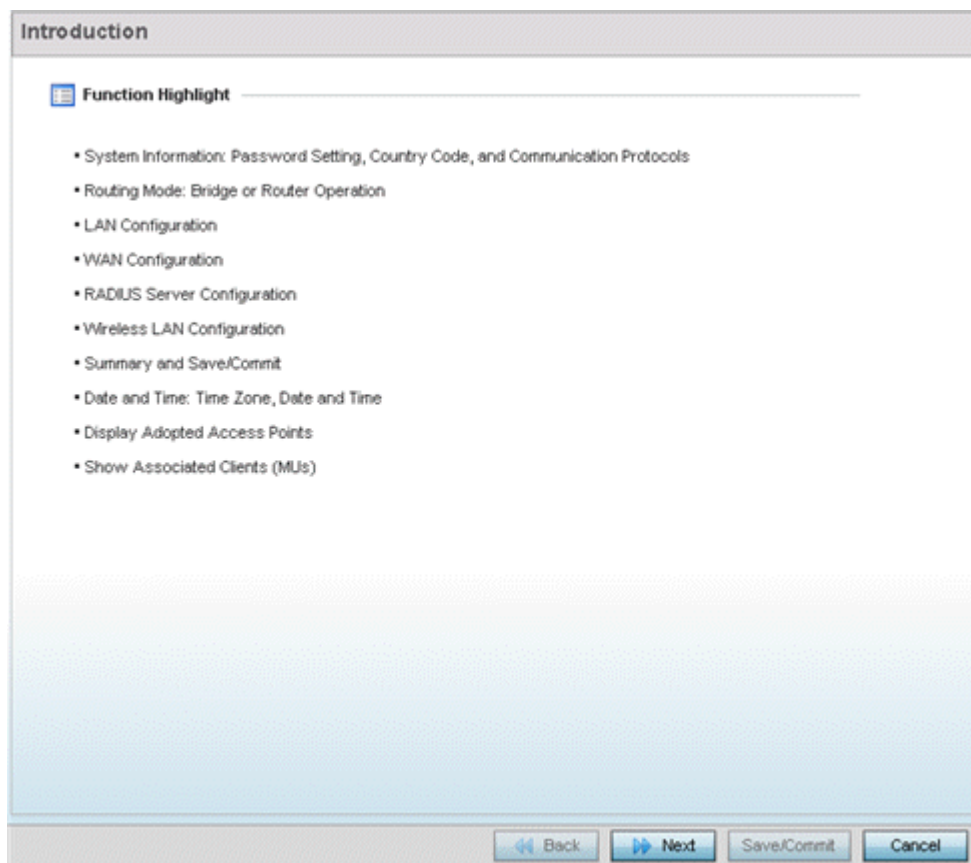 Introduction
Function Highlight
• System Information: Password Setting, Country Code, and Communication Protocols
• Routing Mode: Bridge or Router Operation
• LAN Configuration
• WAN Configuration
• RADIUS Server Configuration
• Wireless LAN Configuration
• Summary and Save/Commit
• Date and Time: Time Zone, Date and Time
• Display Adopted Access Points
• Show Associated Clients (MUs)
Back Next Save/Commit Cancel